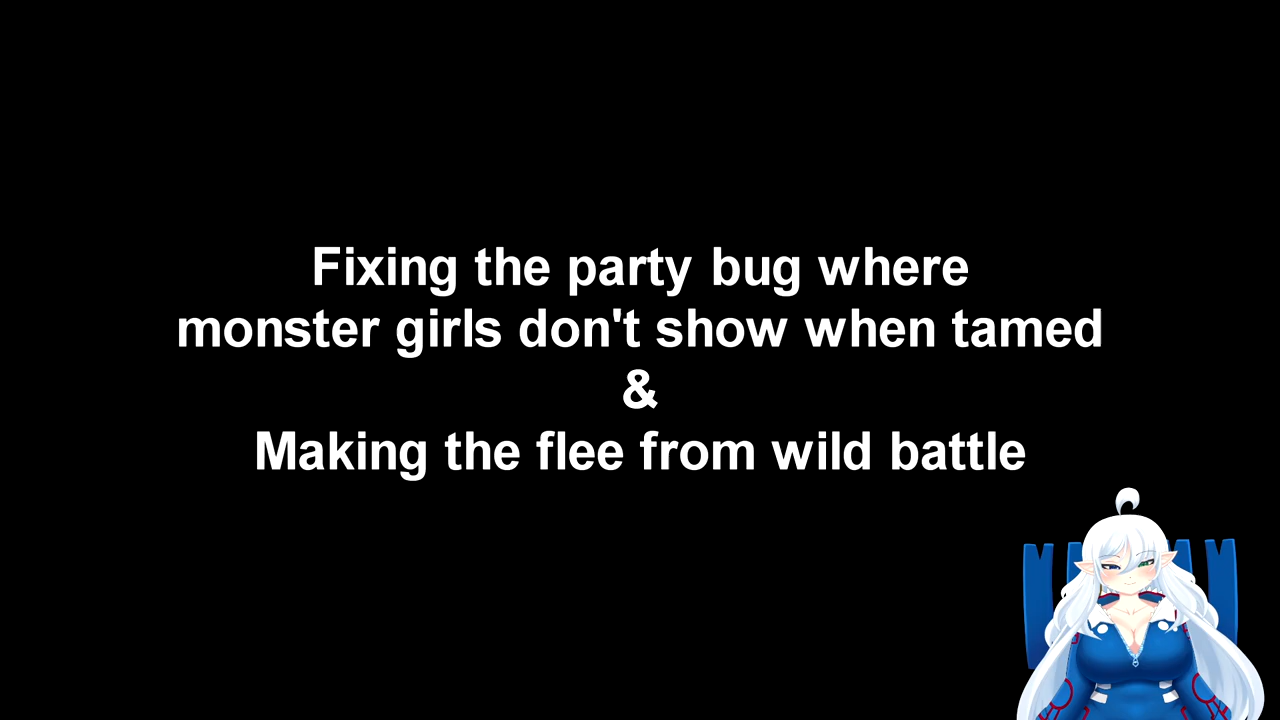 Fixing the party bug where
monster girls don't show when tamed
&
Making the flee from wild battle